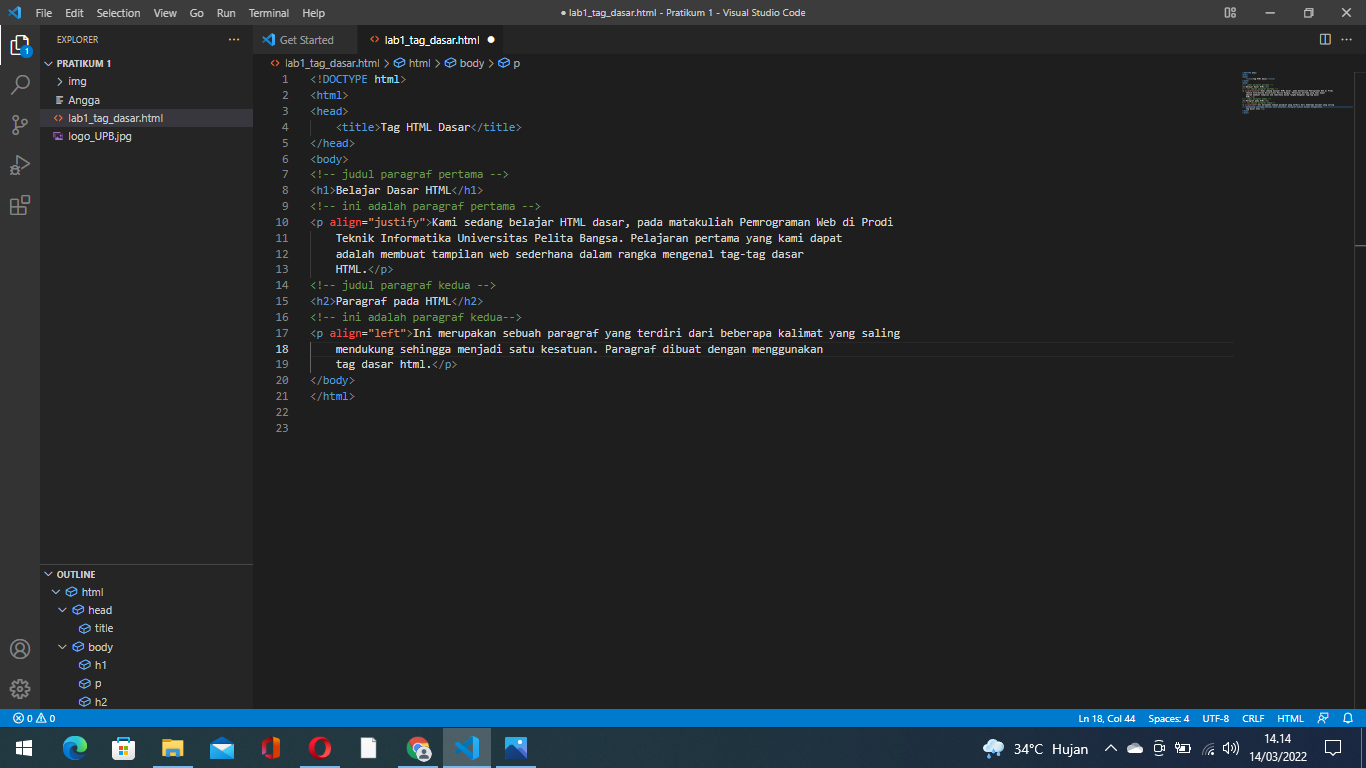 File Edit Selection View Go Run Terminal Help
● lab1_tag_dasar.html - Pratikum 1 - Visual Studio Code
EXPLORER
PRATIKUM 1
img
Angga
lab1_tag_dasar.html
logo_UPB.jpg
Get Started
lab1_tag_dasar.html
lab1_tag_dasar.html > html > body > p
1 <!DOCTYPE html>
2 <html>
3 <head>
4 <title>Tag HTML Dasar</title>
5 </head>
6 <body>
7 <!-- judul paragraf pertama -->
8 <h1>Belajar Dasar HTML</h1>
9 <!-- ini adalah paragraf pertama -->
10 <p align="justify">Kami sedang belajar HTML dasar, pada matakuliah Pemrograman Web di Prodi
11 Teknik Informatika Universitas Pelita Bangsa. Pelajaran pertama yang kami dapat
12 adalah membuat tampilan web sederhana dalam rangka mengenal tag-tag dasar
13 HTML.</p>
14 <!-- judul paragraf kedua -->
15 <h2>Paragraf pada HTML</h2>
16 <!-- ini adalah paragraf kedua-->
17 <p align="left">Ini merupakan sebuah paragraf yang terdiri dari beberapa kalimat yang saling
18 mendukung sehingga menjadi satu kesatuan. Paragraf dibuat dengan menggunakan
19 tag dasar html.</p>
20 </body>
21 </html>
22
23
OUTLINE
html
head
title
body
h1
p
h2
1
0 0
Ln 18, Col 44 Spaces: 4 UTF-8 CRLF HTML
34°C Hujan
14.14
14/03/2022